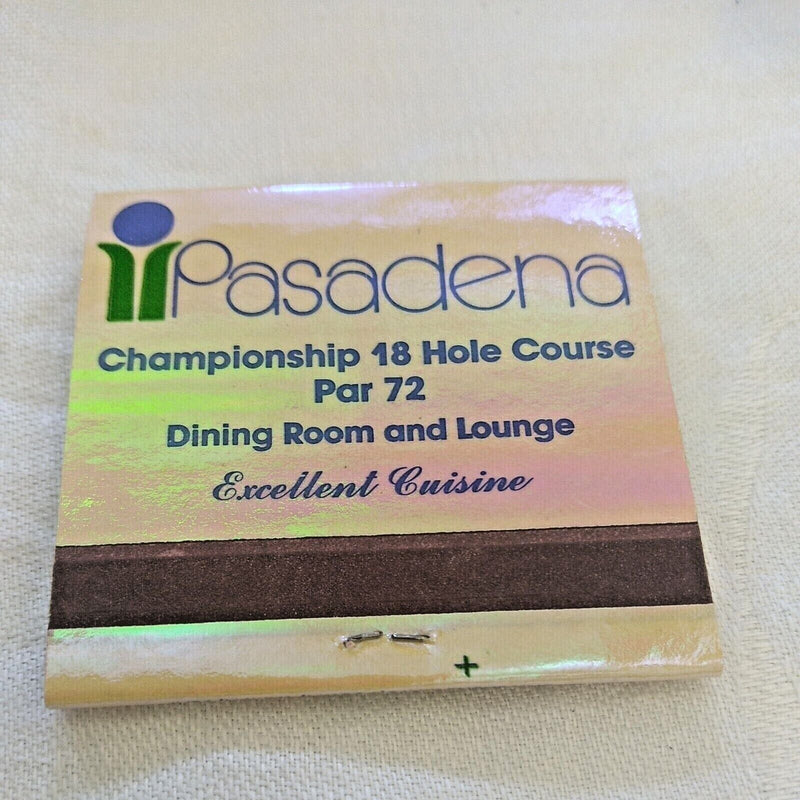 Pasadena
Championship 18 Hole Course
Par 72
Dining Room and Lounge
Excellent Cuisine